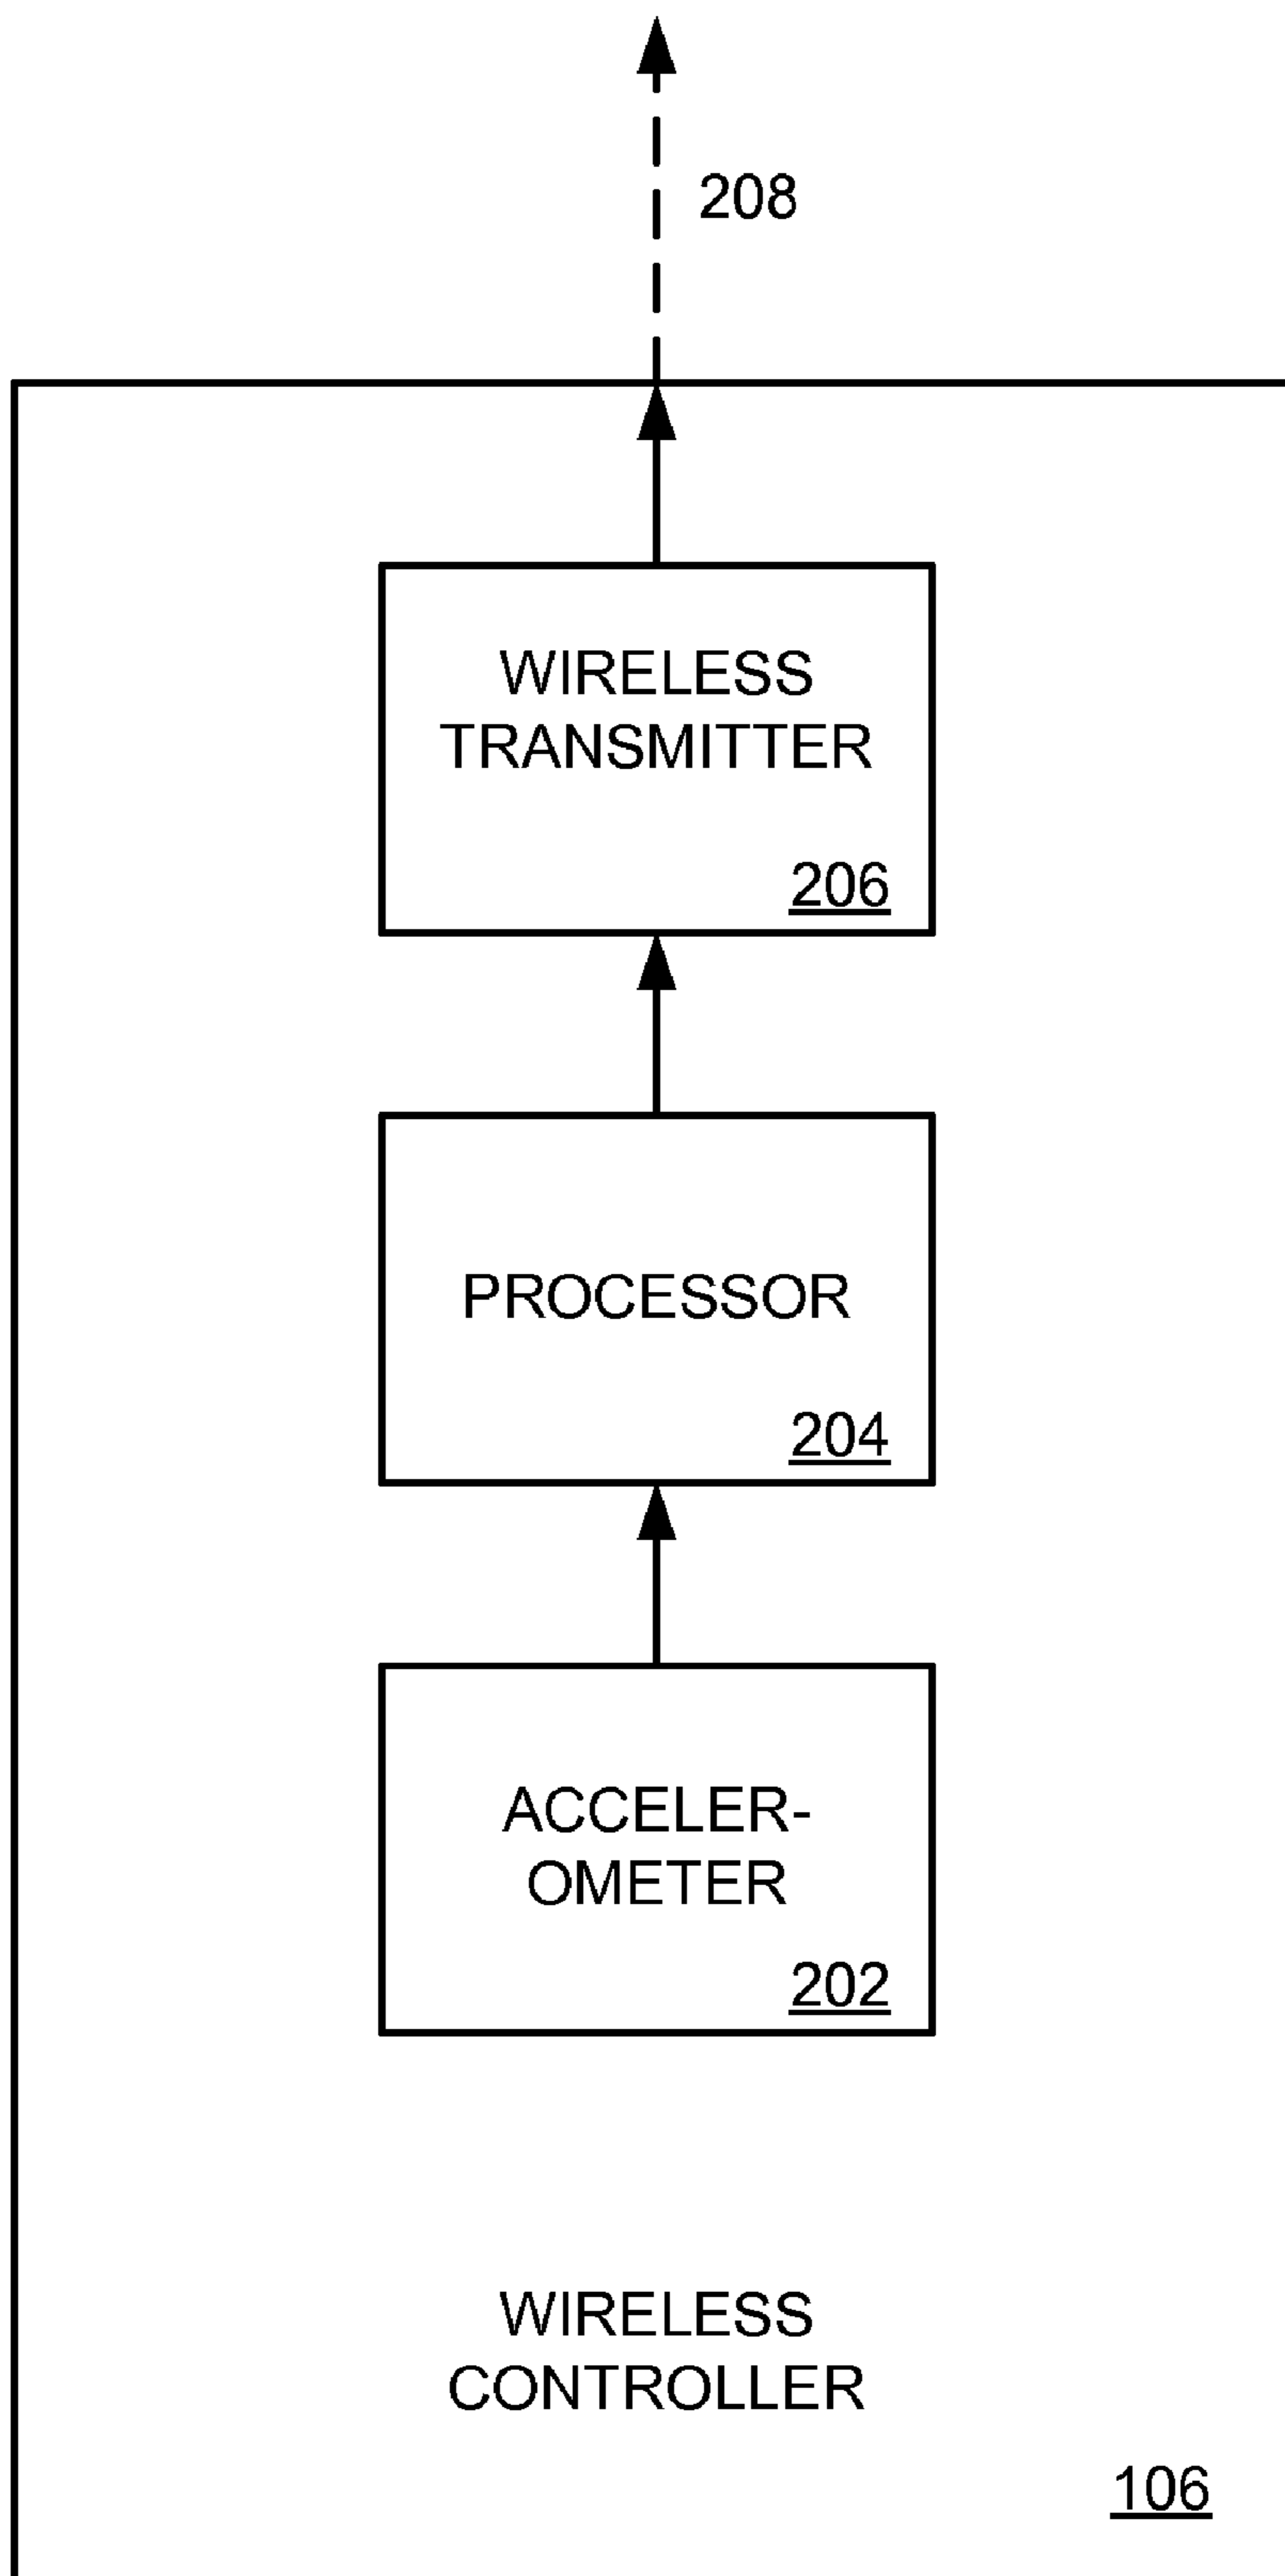 208
WIRELESS
TRANSMITTER
206
PROCESSOR
204
ACCELER-
OMETER
202
WIRELESS
CONTROLLER
106